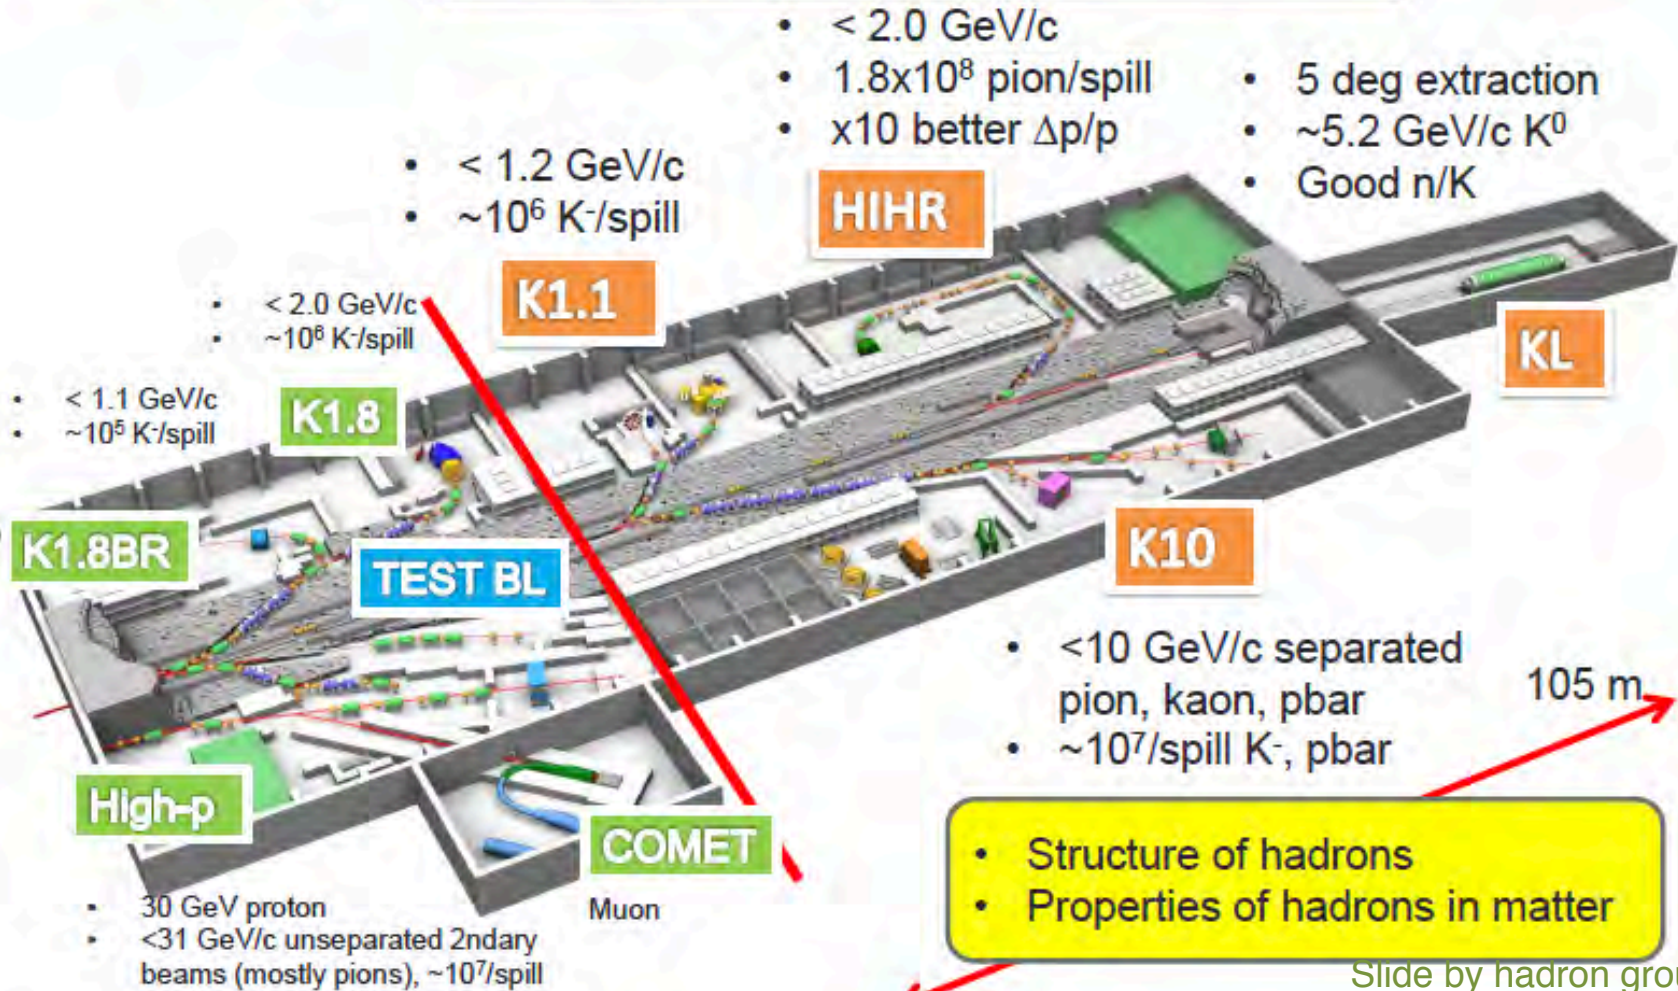 • < 2.0 GeV/c
• 1.8x10⁸ pion/spill
• x10 better Δp/p
• 5 deg extraction
• ~5.2 GeV/c K⁰
• Good n/K
• < 1.2 GeV/c
• ~10⁶ K⁻/spill
HIHR
K1.1
KL
• < 2.0 GeV/c
• ~10⁶ K⁻/spill
K1.8
• < 1.1 GeV/c
• ~10⁵ K⁻/spill
K1.8BR
TEST BL
K10
• <10 GeV/c separated
pion, kaon, pbar
• ~10⁷/spill K⁻, pbar
105 m
High-p
COMET
• 30 GeV proton
• <31 GeV/c unseparated 2ndary
beams (mostly pions), ~10⁷/spill
Muon
• Structure of hadrons
• Properties of hadrons in matter
Slide by hadron